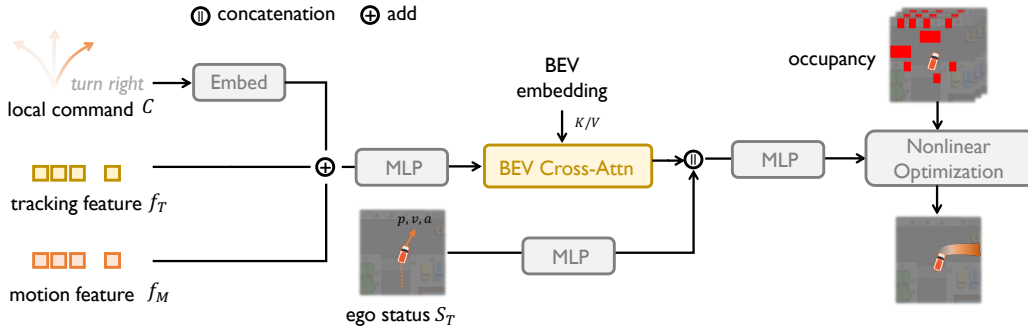 || concatenation + add
turn right
local command C
Embed
BEV
embedding
K/V
occupancy
tracking feature f_T
+
MLP
BEV Cross-Attn
||
MLP
Nonlinear
Optimization
motion feature f_M
p, v, a
MLP
ego status S_T